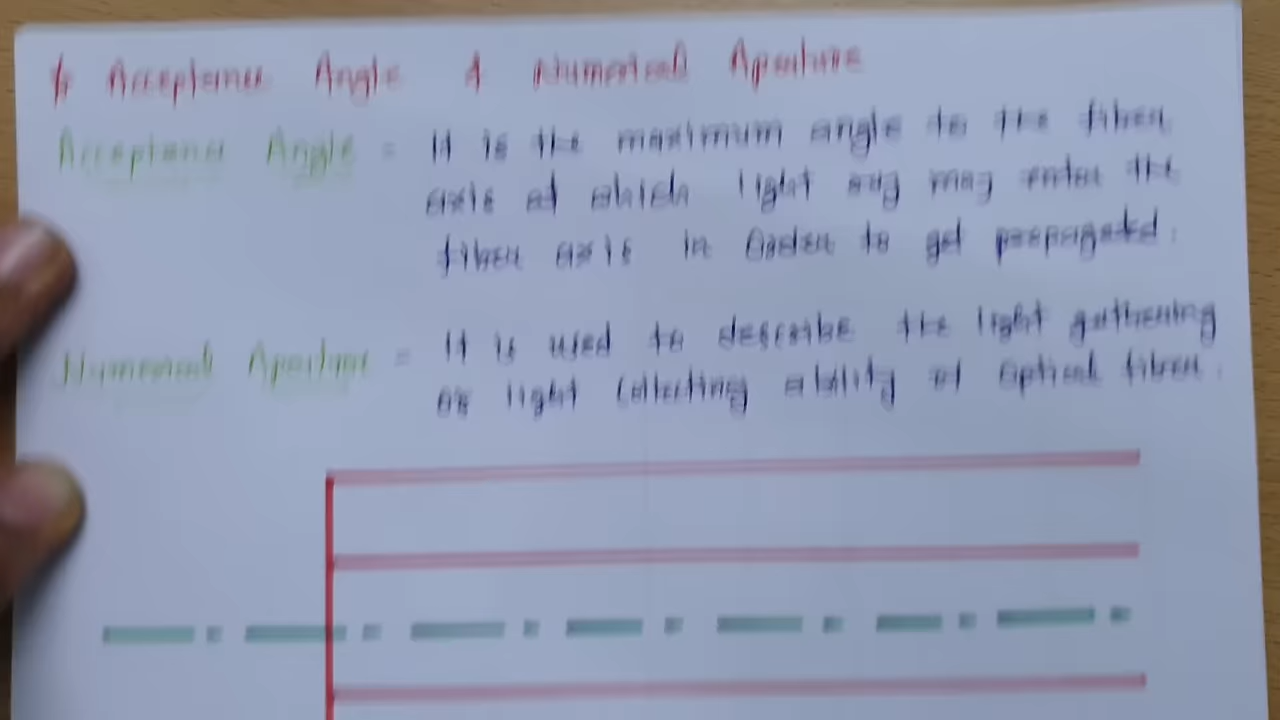 * Acceptance Angle & Numerical Aperture
Acceptance Angle = It is the maximum angle to the fiber
axis at which light may enter the
fiber axis in order to get propagated.
Numerical Aperture = It is used to describe the light gathering
or light collecting ability of optical fiber.